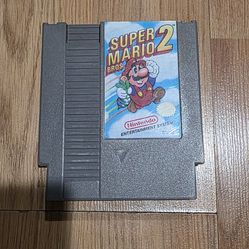 SUPER
MARIO 2
BROS.
Nintendo
ENTERTAINMENT SYSTEM